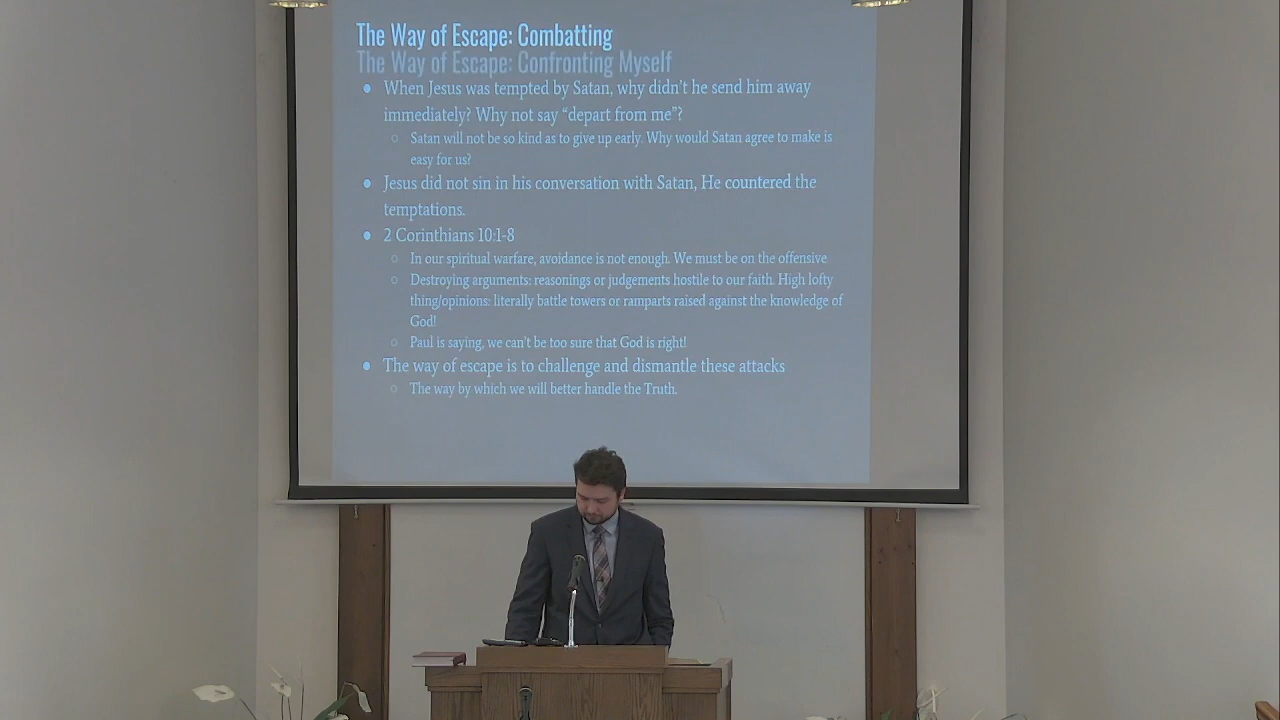 The Way of Escape: Combatting
The Way of Escape: Confronting Myself
● When Jesus was tempted by Satan, why didn't he send him away
immediately? Why not say “depart from me”?
○ Satan will not be so kind as to give up early. Why would Satan agree to make is
easy for us?
● Jesus did not sin in his conversation with Satan, He countered the
temptations.
● 2 Corinthians 10:1-8
○ In our spiritual warfare, avoidance is not enough. We must be on the offensive
○ Destroying arguments: reasonings or judgements hostile to our faith. High lofty
thing/opinions: literally battle towers or ramparts raised against the knowledge of
God!
○ Paul is saying, we can't be too sure that God is right!
● The way of escape is to challenge and dismantle these attacks
○ The way by which we will better handle the Truth.